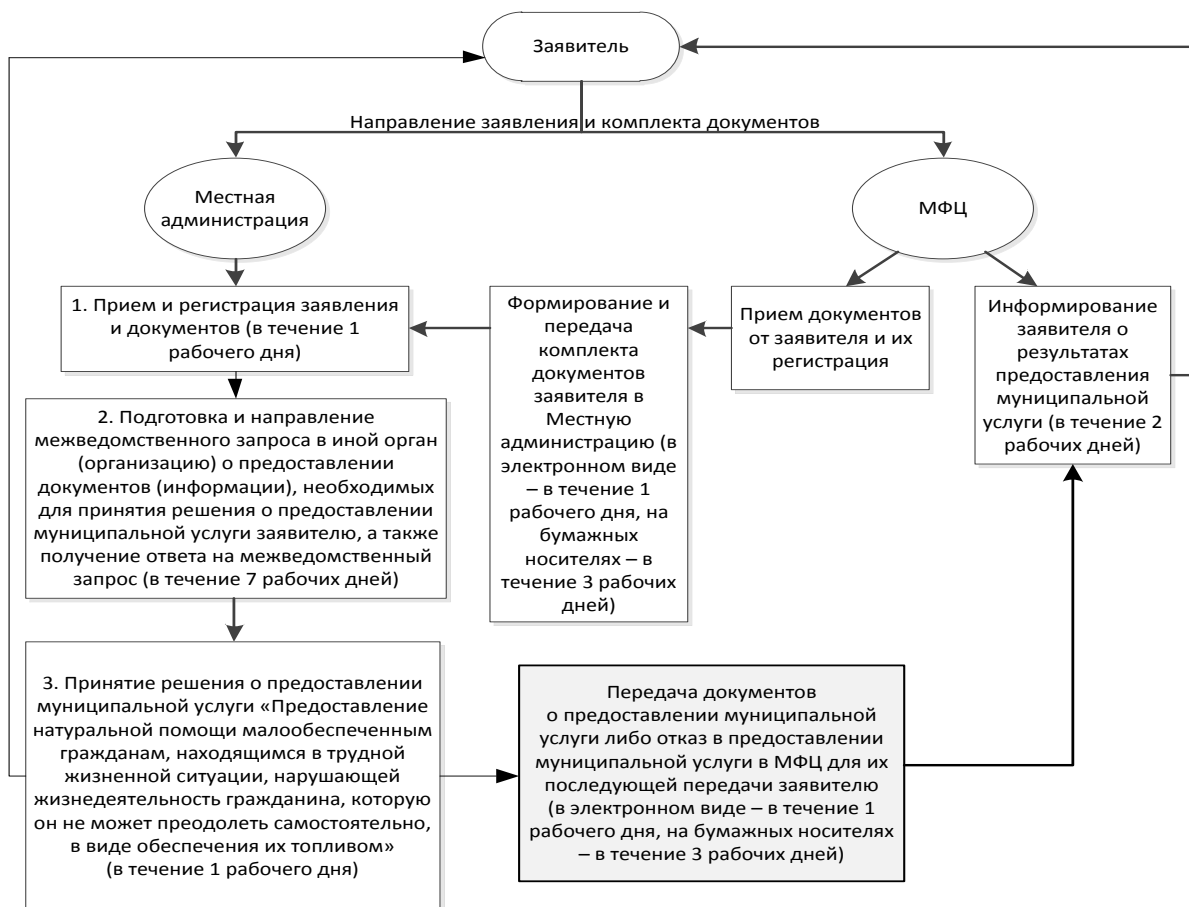 Заявитель
Направление заявления и комплекта документов
Местная
администрация
МФЦ
1. Прием и регистрация заявления
и документов (в течение 1
рабочего дня)
Формирование и
передача
комплекта
документов
заявителя в
Местную
администрацию (в
электронном виде
– в течение 1
рабочего дня, на
бумажных
носителях – в
течение 3 рабочих
дней)
Прием документов
от заявителя и их
регистрация
Информирование
заявителя о
результатах
предоставления
муниципальной
услуги (в течение 2
рабочих дней)
2. Подготовка и направление
межведомственного запроса в иной орган
(организацию) о предоставлении
документов (информации), необходимых
для принятия решения о предоставлении
муниципальной услуги заявителю, а также
получение ответа на межведомственный
запрос (в течение 7 рабочих дней)
3. Принятие решения о предоставлении
муниципальной услуги «Предоставление
натуральной помощи малообеспеченным
гражданам, находящимся в трудной
жизненной ситуации, нарушающей
жизнедеятельность гражданина, которую
он не может преодолеть самостоятельно,
в виде обеспечения их топливом»
(в течение 1 рабочего дня)
Передача документов
о предоставлении муниципальной
услуги либо отказ в предоставлении
муниципальной услуги в МФЦ для их
последующей передачи заявителю
(в электронном виде – в течение 1
рабочего дня, на бумажных носителях
– в течение 3 рабочих дней)